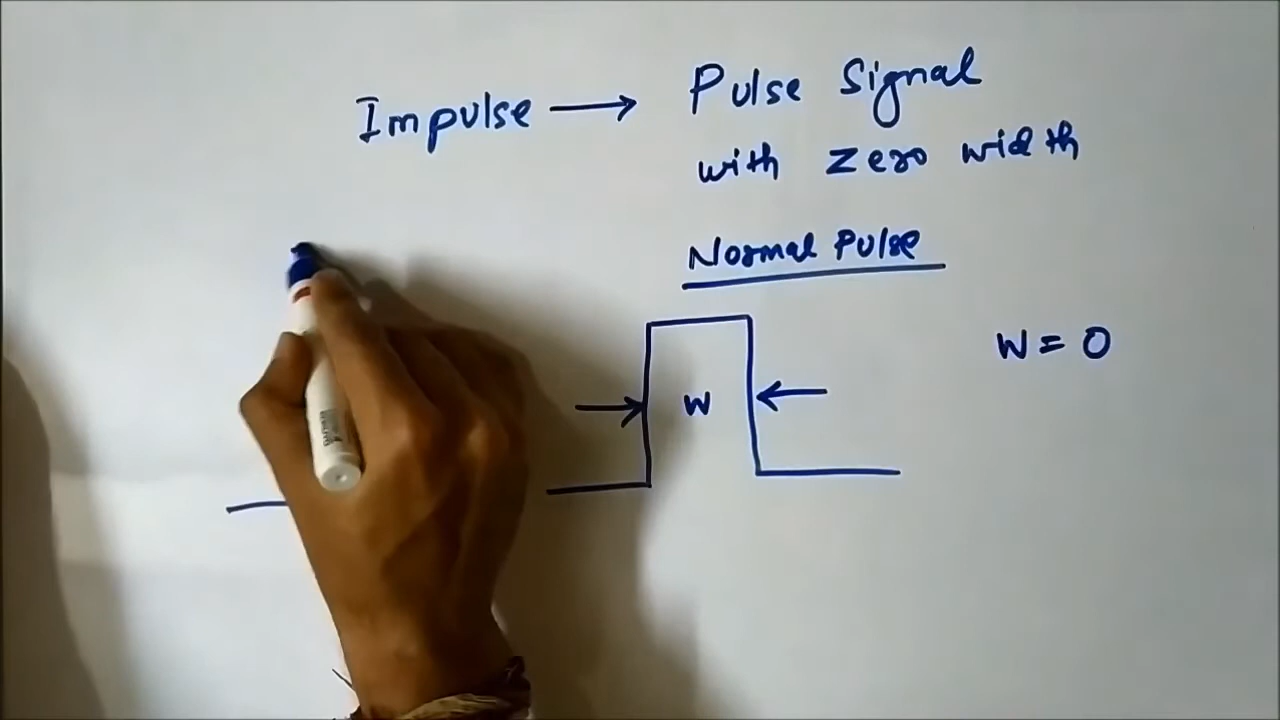 Impulse → Pulse Signal
with zero width
Normal Pulse
W = 0
W